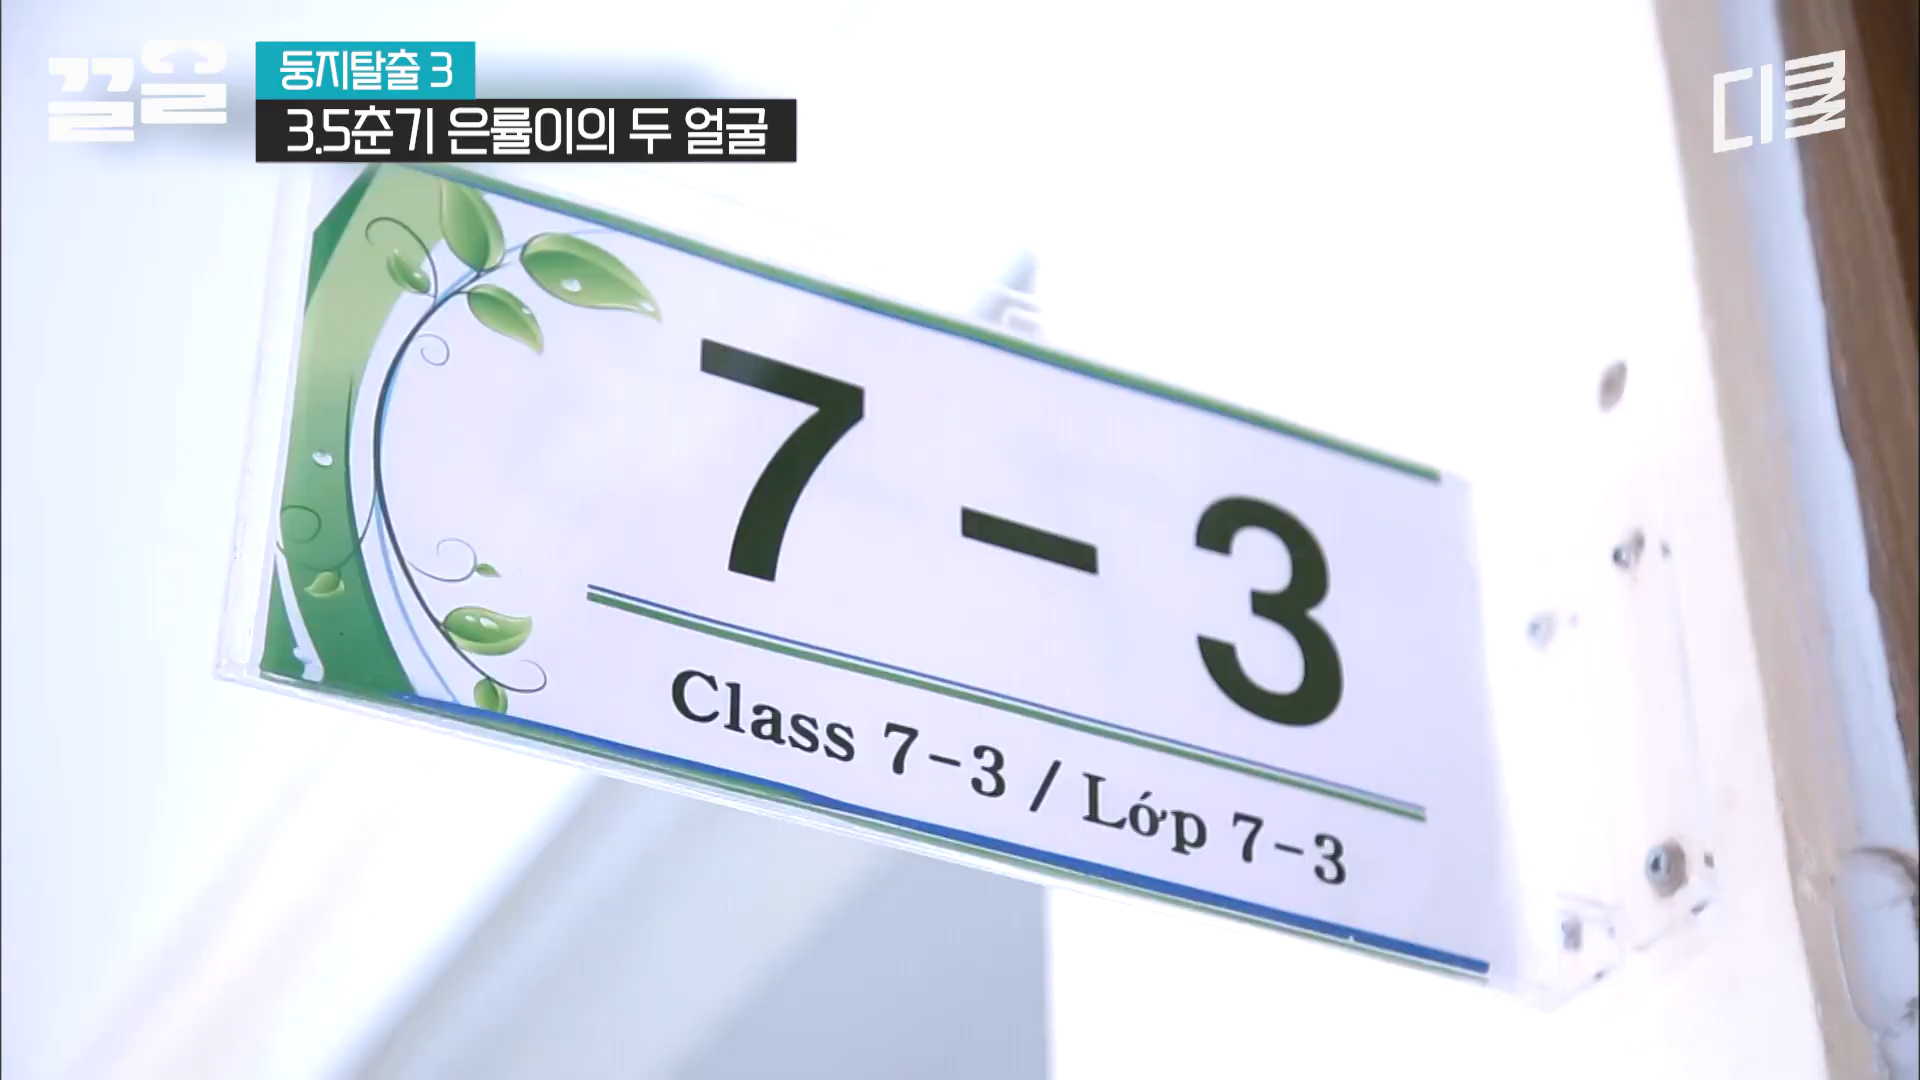 끌올
둥지탈출 3
3.5춘기 은률이의 두 얼굴
디클
7-3
Class 7-3 / Lớp 7-3